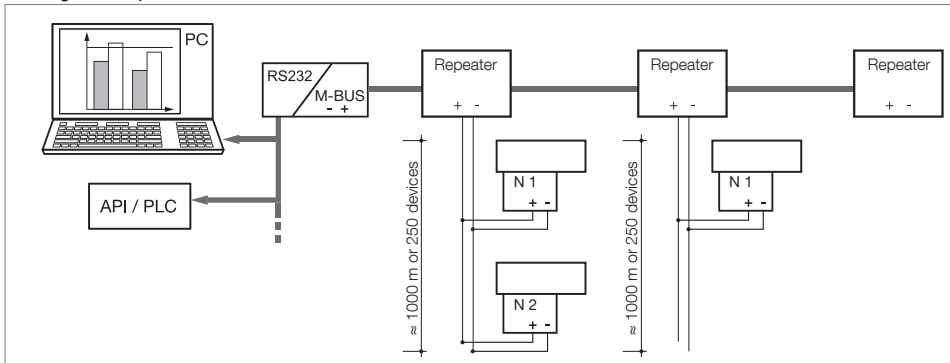 PC
RS232
M-BUS
- +
API / PLC
Repeater
+ -
≈ 1000 m or 250 devices
N 1
+ -
N 2
+ -
Repeater
+ -
≈ 1000 m or 250 devices
N 1
+ -
Repeater
+ -